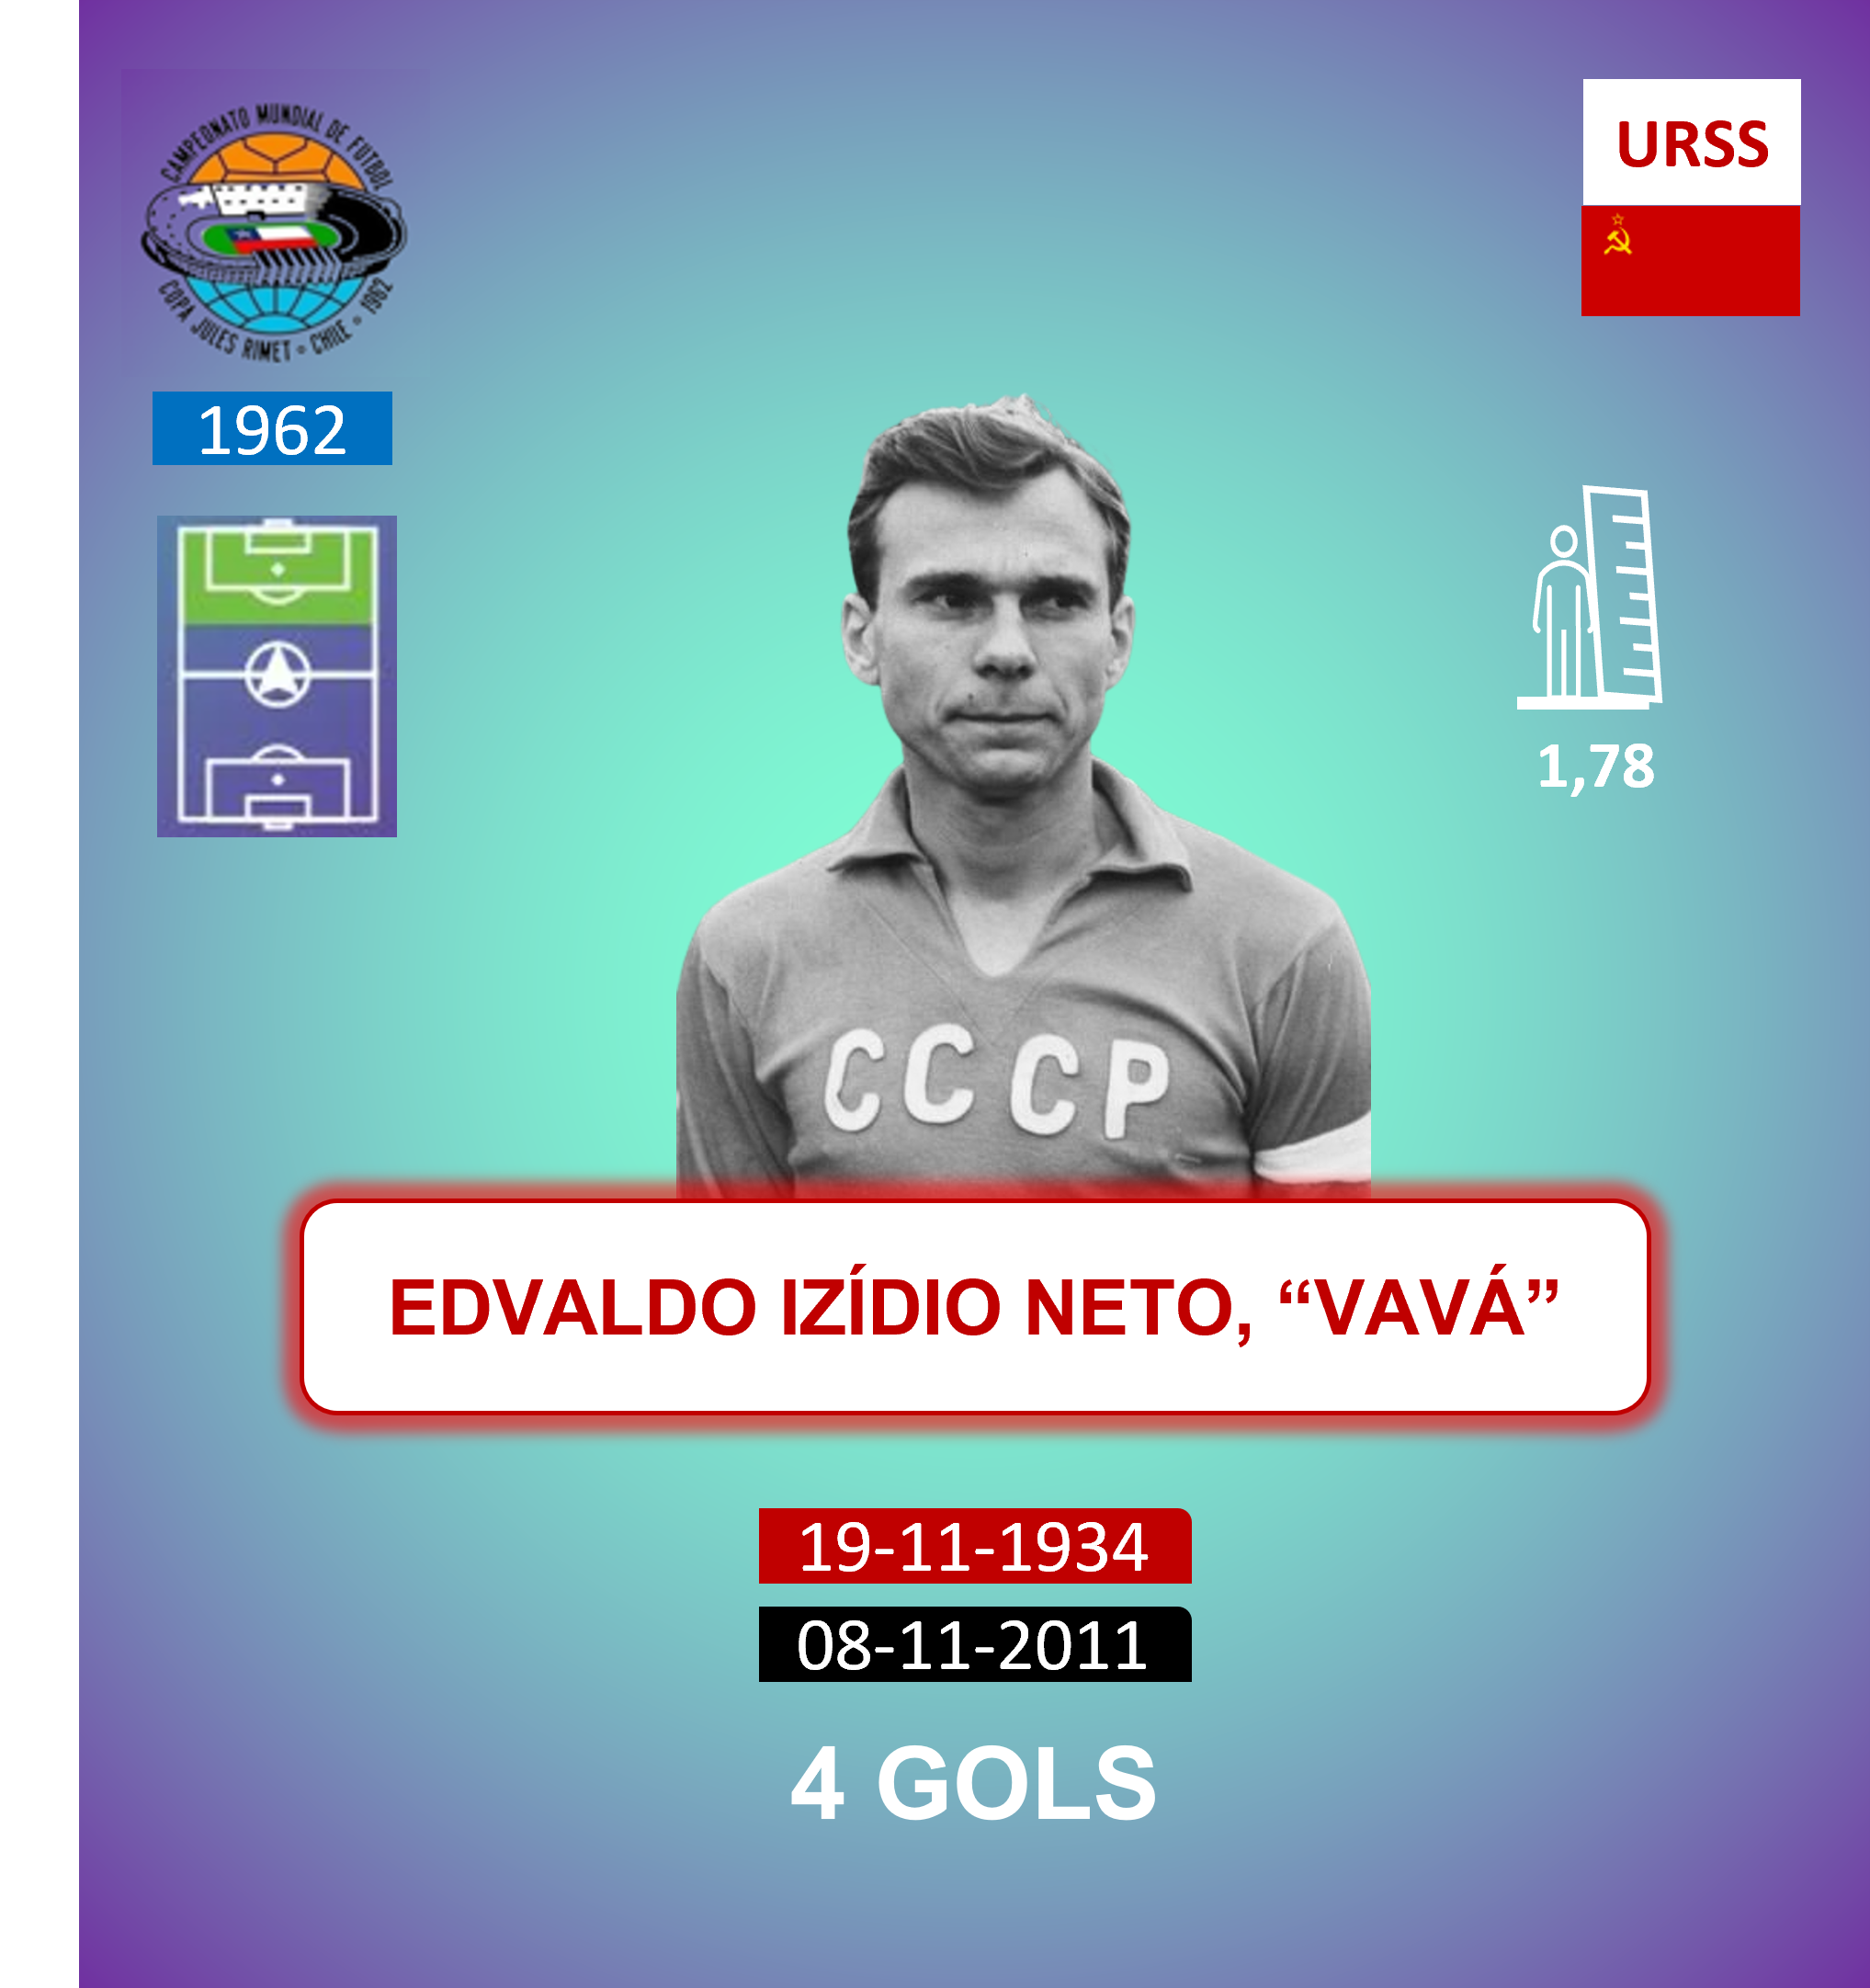 CAMPEONATO MUNDIAL DE FUTBOL
COPA JULES RIMET - CHILE - 1962
URSS
1962
1,78
CCCP
EDVALDO IZÍDIO NETO, “VAVÁ”
19-11-1934
08-11-2011
4 GOLS